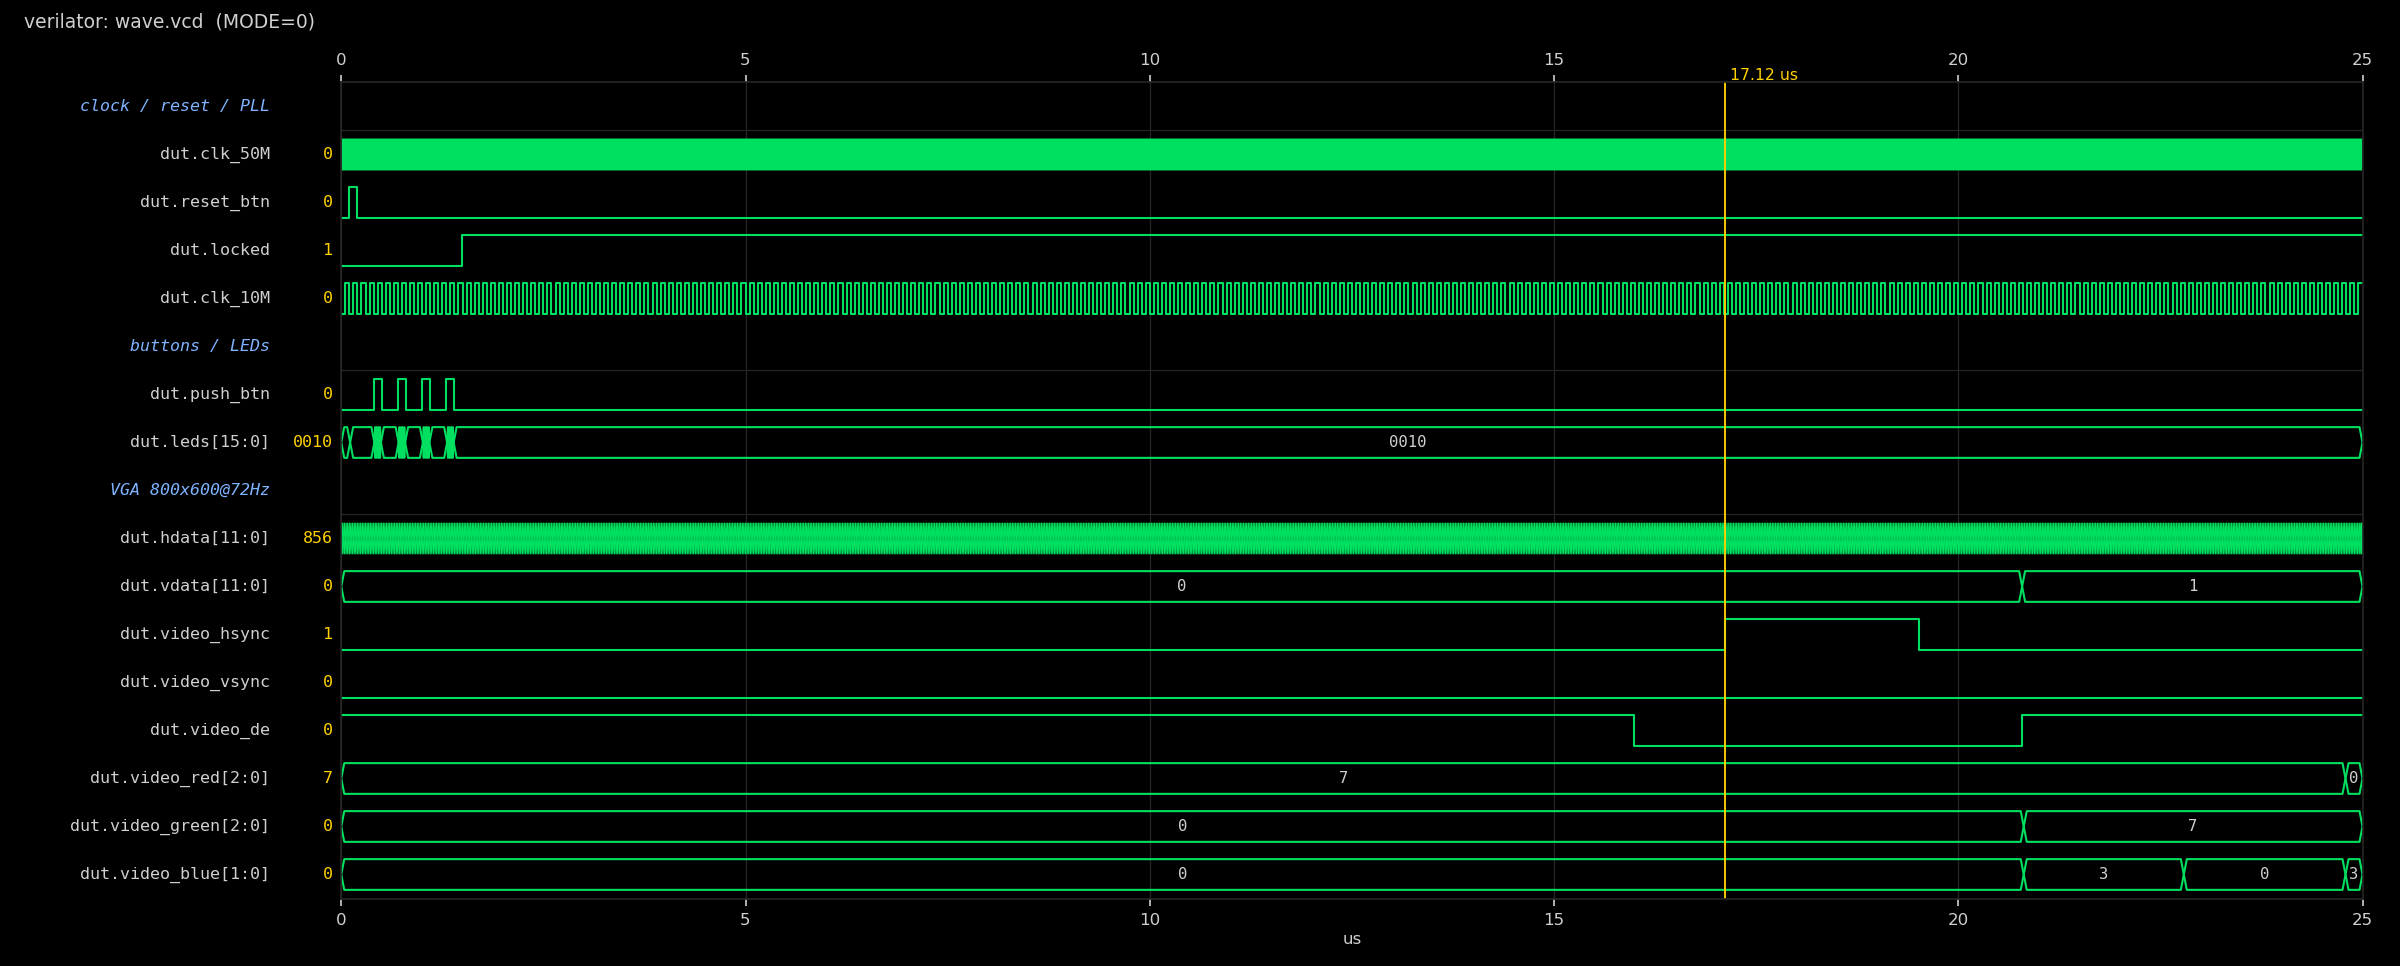 verilator: wave.vcd  (MODE=0)
0 5 10 15 20 25
17.12 us
clock / reset / PLL
dut.clk_50M 0
dut.reset_btn 0
dut.locked 1
dut.clk_10M 0
buttons / LEDs
dut.push_btn 0
dut.leds[15:0] 0010 0010
VGA 800x600@72Hz
dut.hdata[11:0] 856
dut.vdata[11:0] 0 0 1
dut.video_hsync 1
dut.video_vsync 0
dut.video_de 0
dut.video_red[2:0] 7 7 0
dut.video_green[2:0] 0 0 7
dut.video_blue[1:0] 0 0 3 0 3
0 5 10 15 20 25
us